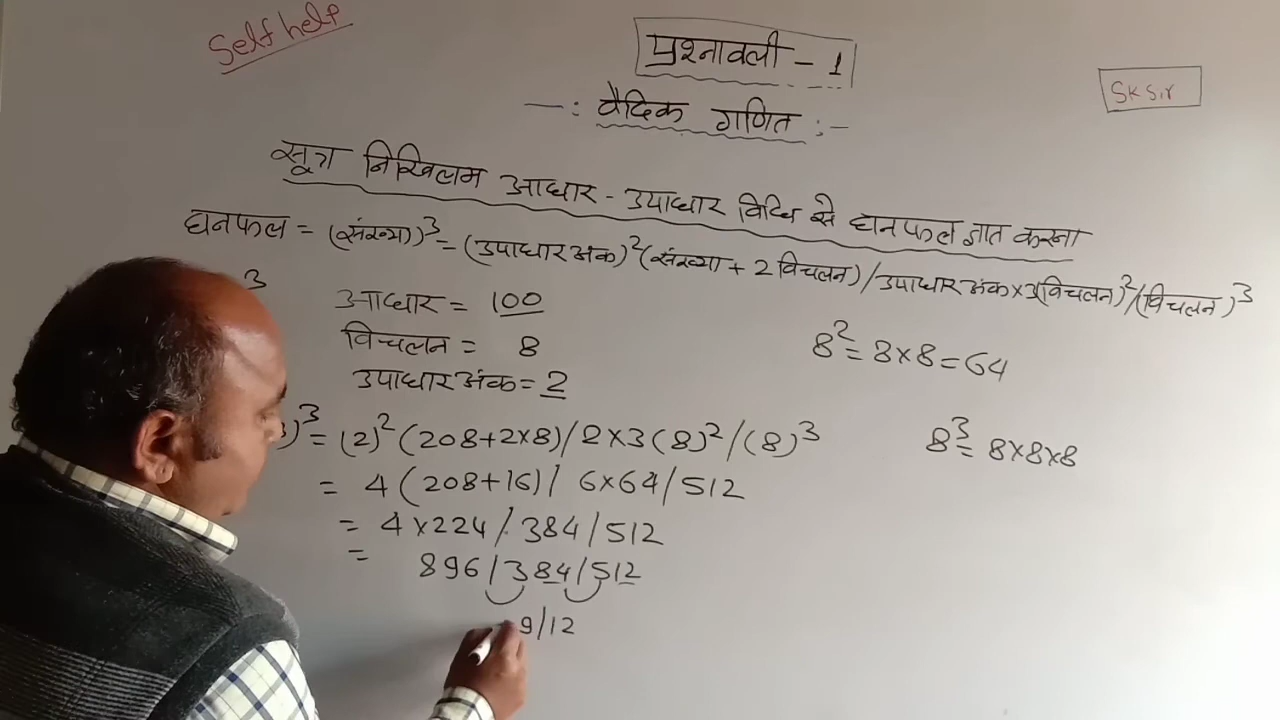 Self help
प्रश्नावली - 1
SK Sir
-: वैदिक गणित :-
सूत्र निखिलम आधार - उपाधार विधि से घनफल ज्ञात करना
घनफल = (संख्या)³ = (उपाधार अंक)² (संख्या + 2 विचलन) / उपाधार अंक × 3(विचलन)² / (विचलन)³
3
आधार = 100
विचलन = 8
उपाधार अंक = 2
8² = 8×8 = 64
)³ = (2)² (208+2×8) / 2×3 (8)² / (8)³
8³ = 8×8×8
= 4 (208+16) / 6×64 / 512
= 4×224 / 384 / 512
= 896 / 384 / 512
9/12